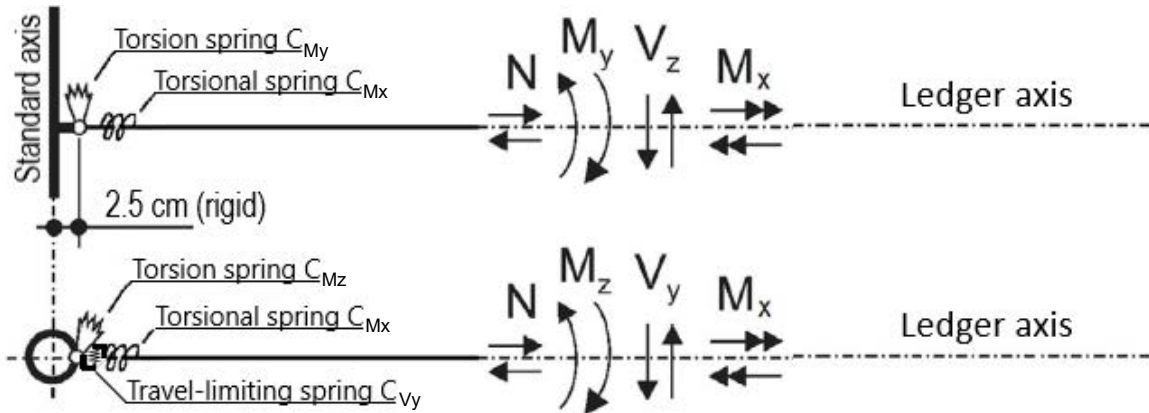 Standard axis
Torsion spring C_My
Torsional spring C_Mx
N M_y V_z M_x
Ledger axis
2.5 cm (rigid)
Torsion spring C_Mz
Torsional spring C_Mx
N M_z V_y M_x
Ledger axis
Travel-limiting spring C_Vy